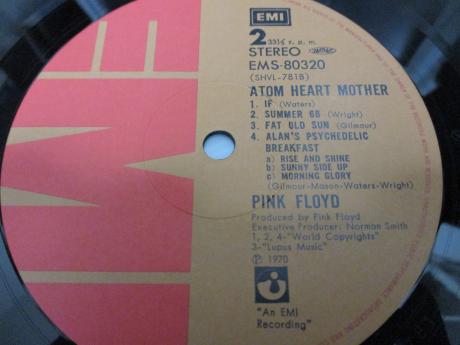 EMI
2 33⅓ r.p.m.
STEREO
EMS-80320
(SHVL-781B)
ATOM HEART MOTHER
1. IF (Waters)
2. SUMMER 68 (Wright)
3. FAT OLD SUN (Gilmour)
4. ALAN'S PSYCHEDELIC
BREAKFAST
a) RISE AND SHINE
b) SUNNY SIDE UP
c) MORNING GLORY
(Gilmour-Mason-Waters-Wright)
PINK FLOYD
Produced by Pink Floyd
Executive Producer: Norman Smith
1, 2, 4-"World Copyrights"
3-"Lupus Music"
℗ 1970
"An EMI
Recording"
EMI